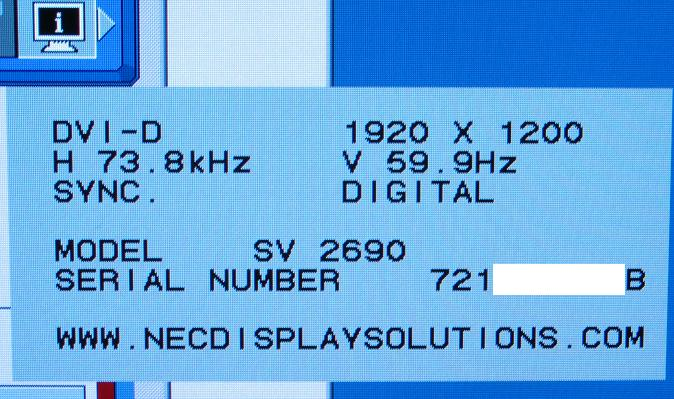 i
DVI-D 1920 X 1200
H 73.8kHz V 59.9Hz
SYNC. DIGITAL
MODEL SV 2690
SERIAL NUMBER 721 B
WWW.NECDISPLAYSOLUTIONS.COM